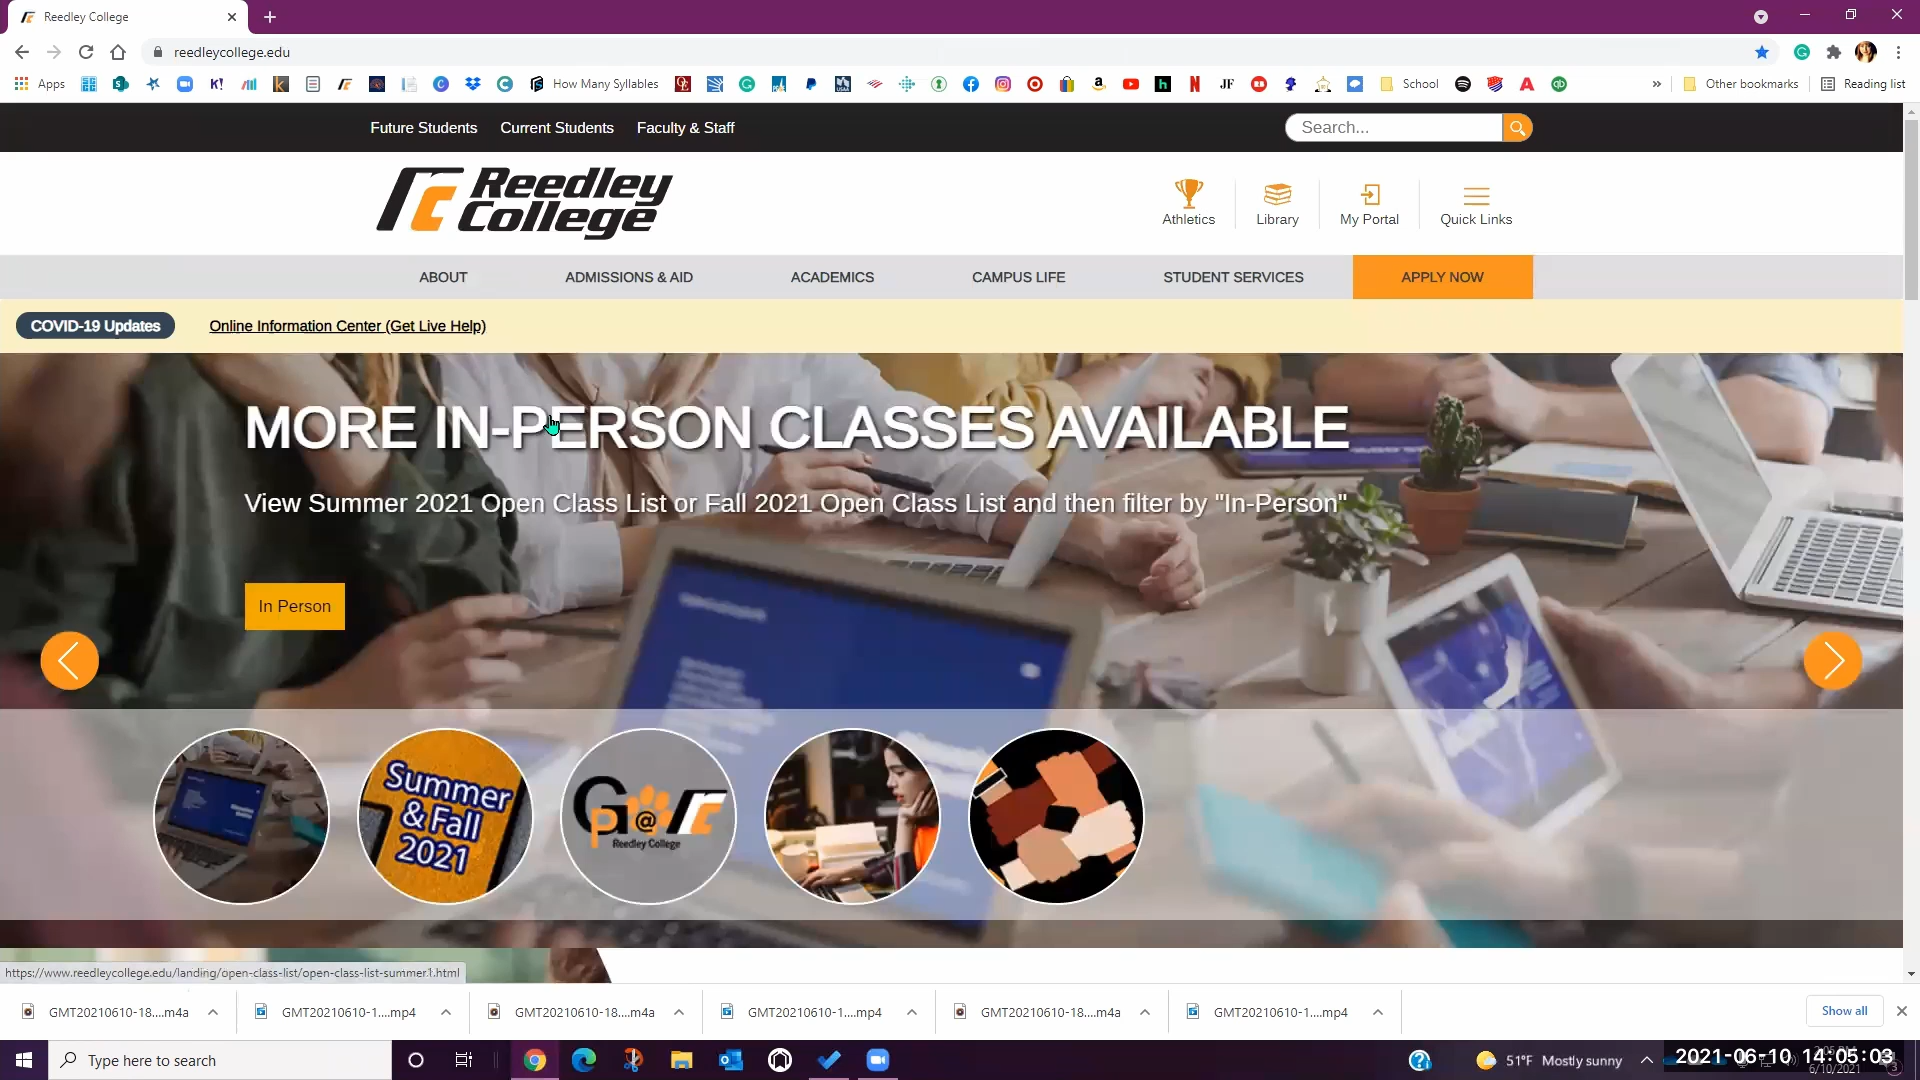 Reedley College
reedleycollege.edu
Apps
How Many Syllables
School
Other bookmarks
Reading list
Future Students
Current Students
Faculty & Staff
Search...
Reedley
College
Athletics
Library
My Portal
Quick Links
ABOUT
ADMISSIONS & AID
ACADEMICS
CAMPUS LIFE
STUDENT SERVICES
APPLY NOW
COVID-19 Updates
Online Information Center (Get Live Help)
MORE IN-PERSON CLASSES AVAILABLE
View Summer 2021 Open Class List or Fall 2021 Open Class List and then filter by "In-Person"
In Person
Summer
& Fall
2021
Reedley College
https://www.reedleycollege.edu/landing/open-class-list/open-class-list-summer1.html
GMT20210610-18....m4a
GMT20210610-1....mp4
GMT20210610-18....m4a
GMT20210610-1....mp4
GMT20210610-18....m4a
GMT20210610-1....mp4
Show all
Type here to search
51°F Mostly sunny
2021-06-10 14:05:03
6/10/2021